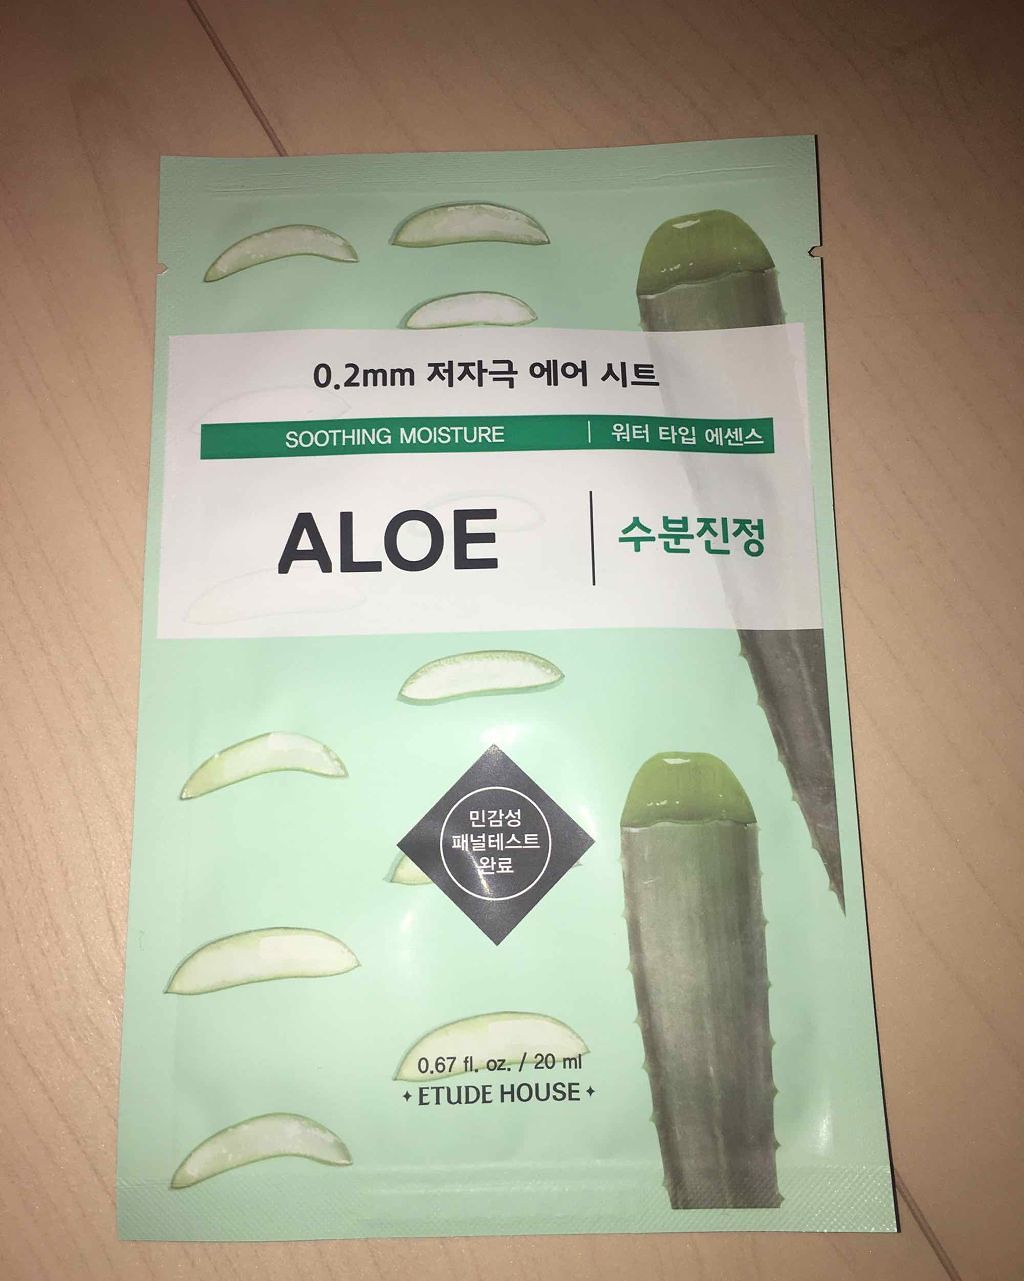 0.2mm 저자극 에어 시트
SOOTHING MOISTURE | 워터 타입 에센스
ALOE | 수분진정
민감성
패널테스트
완료
0.67 fl. oz. / 20 ml
ETUDE HOUSE